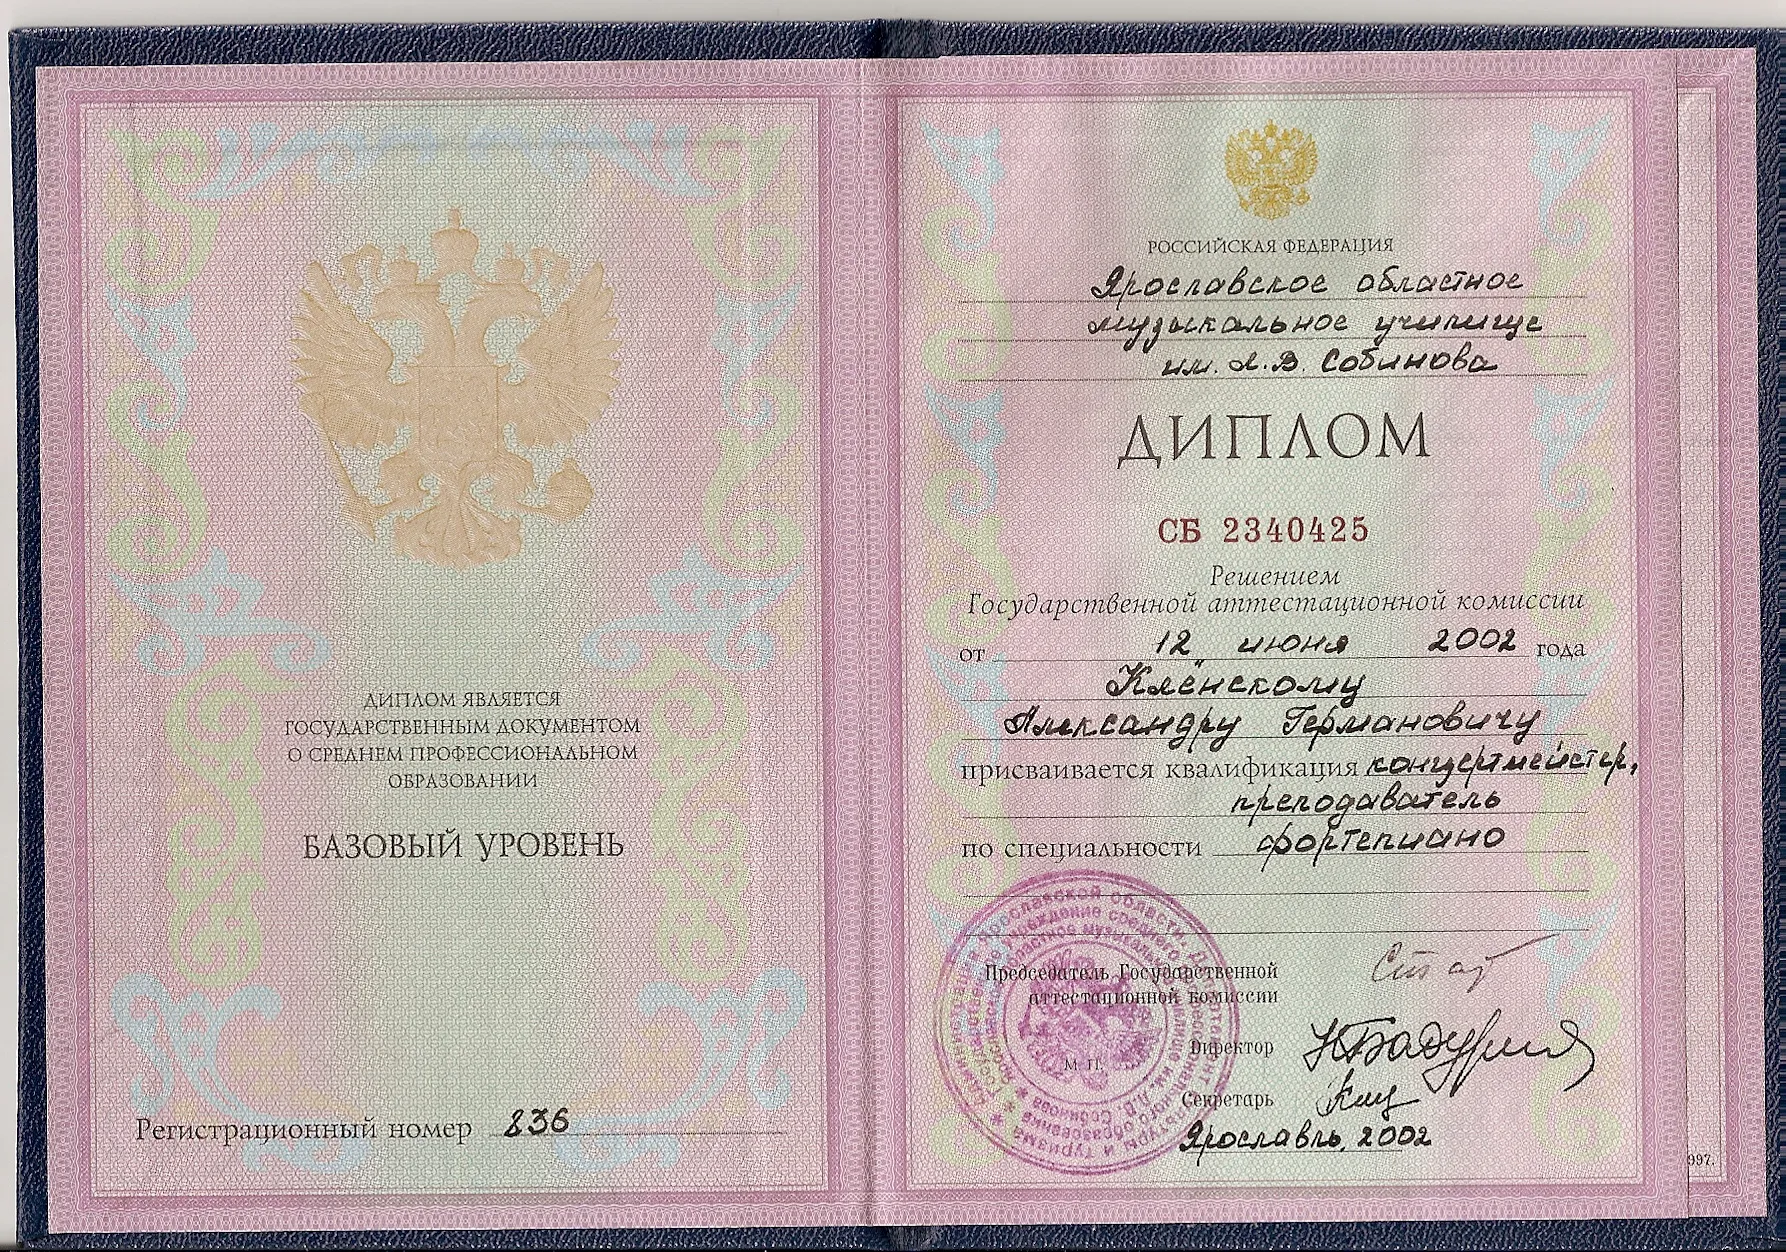 ДИПЛОМ ЯВЛЯЕТСЯ
ГОСУДАРСТВЕННЫМ ДОКУМЕНТОМ
О СРЕДНЕМ ПРОФЕССИОНАЛЬНОМ
ОБРАЗОВАНИИ
БАЗОВЫЙ УРОВЕНЬ
Регистрационный номер 836
РОССИЙСКАЯ ФЕДЕРАЦИЯ
Ярославское областное
музыкальное училище
им. Л.В. Собинова
ДИПЛОМ
СБ 2340425
Решением
Государственной аттестационной комиссии
от 12 июня 2002 года
Клёнскому
Александру Германовичу
присваивается квалификация концертмейстер,
преподаватель
по специальности фортепиано
Председатель Государственной
аттестационной комиссии
Директор
М. П.
Секретарь
Ярославль, 2002
997.